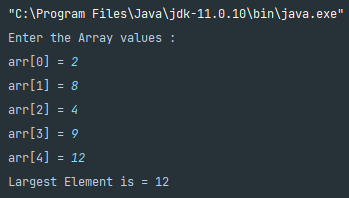 "C:\Program Files\Java\jdk-11.0.10\bin\java.exe"
Enter the Array values :
arr[0] = 2
arr[1] = 8
arr[2] = 4
arr[3] = 9
arr[4] = 12
Largest Element is = 12